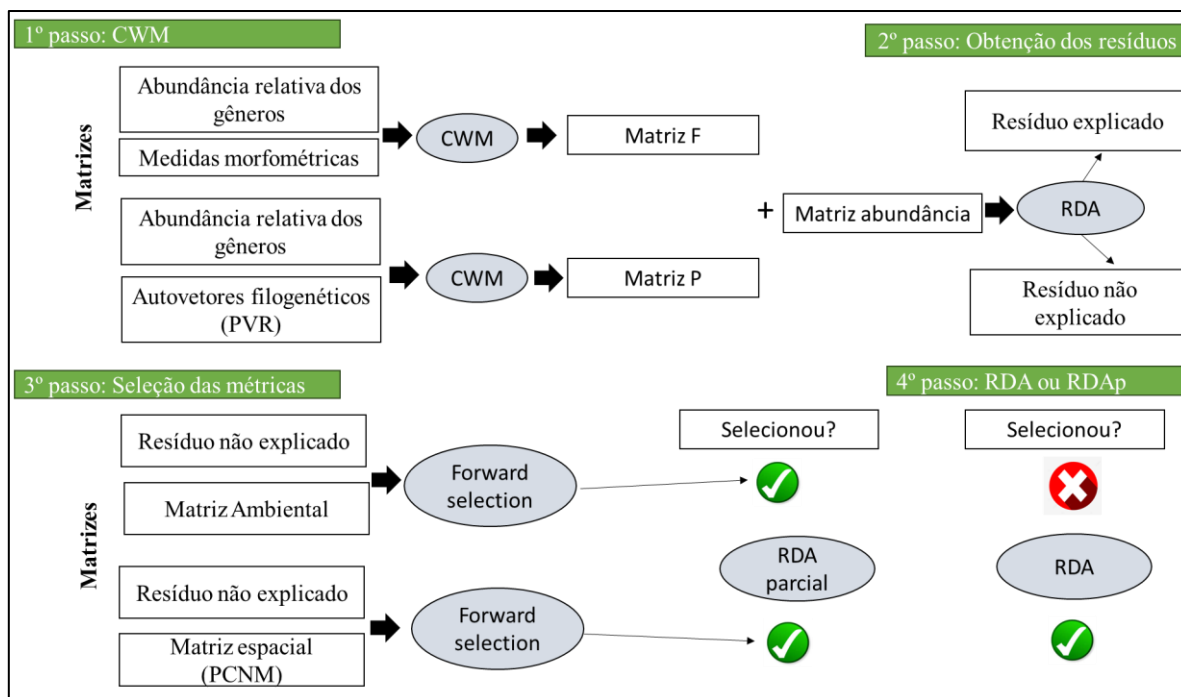 1º passo: CWM
Matrizes
Abundância relativa dos
gêneros
Medidas morfométricas
CWM
Matriz F
Abundância relativa dos
gêneros
Autovetores filogenéticos
(PVR)
CWM
Matriz P
2º passo: Obtenção dos resíduos
+
Matriz abundância
RDA
Resíduo explicado
Resíduo não
explicado
3º passo: Seleção das métricas
Matrizes
Resíduo não explicado
Matriz Ambiental
Forward
selection
Resíduo não explicado
Matriz espacial
(PCNM)
Forward
selection
4º passo: RDA ou RDAp
Selecionou?
RDA
parcial
Selecionou?
RDA